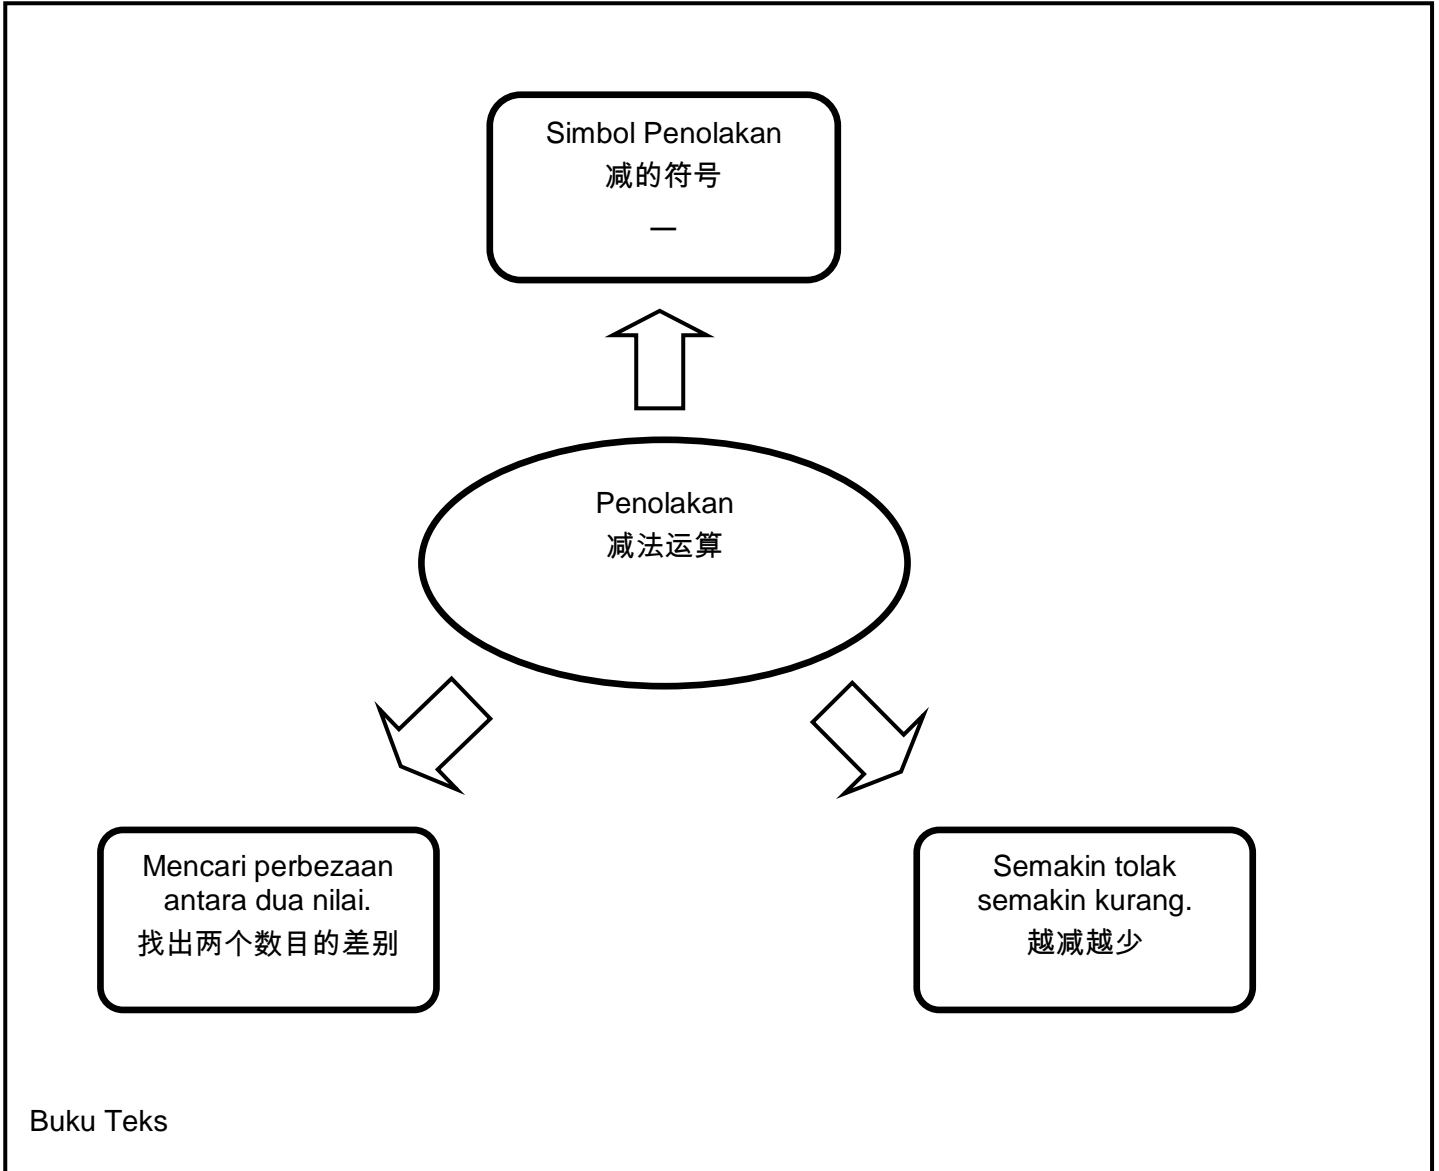 Simbol Penolakan
减的符号
—
Penolakan
减法运算
Mencari perbezaan
antara dua nilai.
找出两个数目的差别
Semakin tolak
semakin kurang.
越减越少
Buku Teks